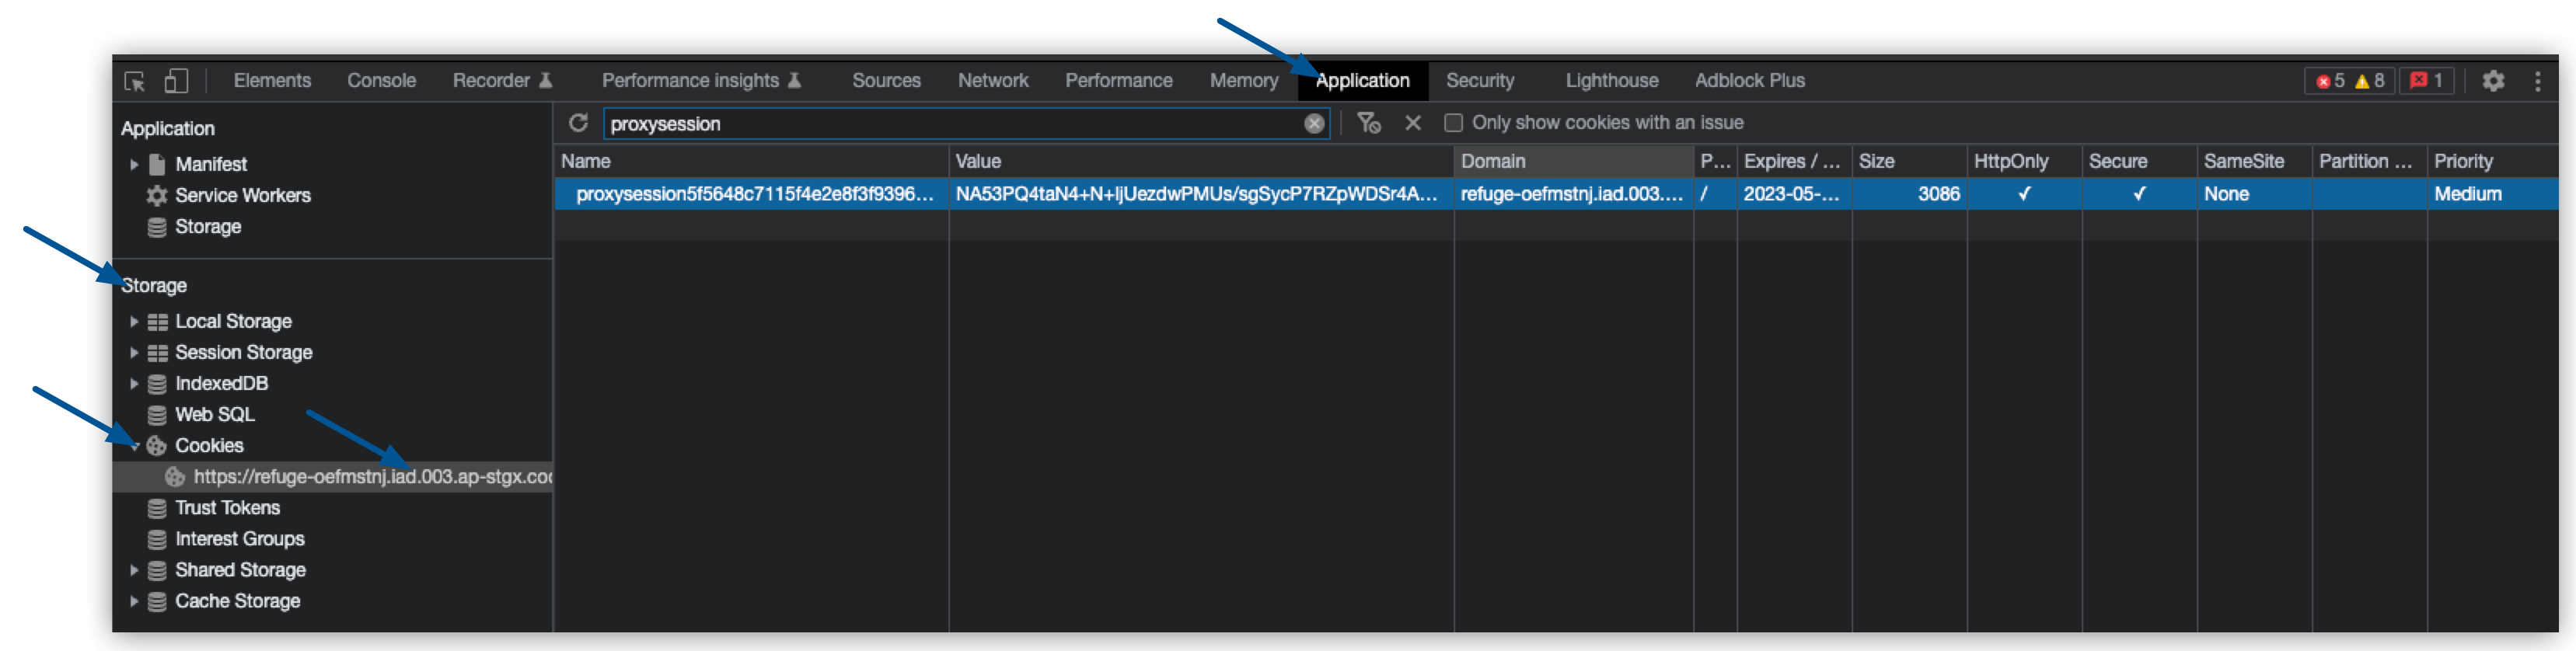 Elements Console Recorder Performance insights Sources Network Performance Memory Application Security Lighthouse Adblock Plus 5 8 1
Application
Manifest
Service Workers
Storage
Storage
Local Storage
Session Storage
IndexedDB
Web SQL
Cookies
https://refuge-oefmstnj.iad.003.ap-stgx.co
Trust Tokens
Interest Groups
Shared Storage
Cache Storage
proxysession Only show cookies with an issue
Name Value Domain P... Expires / ... Size HttpOnly Secure SameSite Partition ... Priority
proxysession5f5648c7115f4e2e8f3f9396... NA53PQ4taN4+N+IjUezdwPMUs/sgSycP7RZpWDSr4A... refuge-oefmstnj.iad.003.... / 2023-05-... 3086 ✓ ✓ None Medium